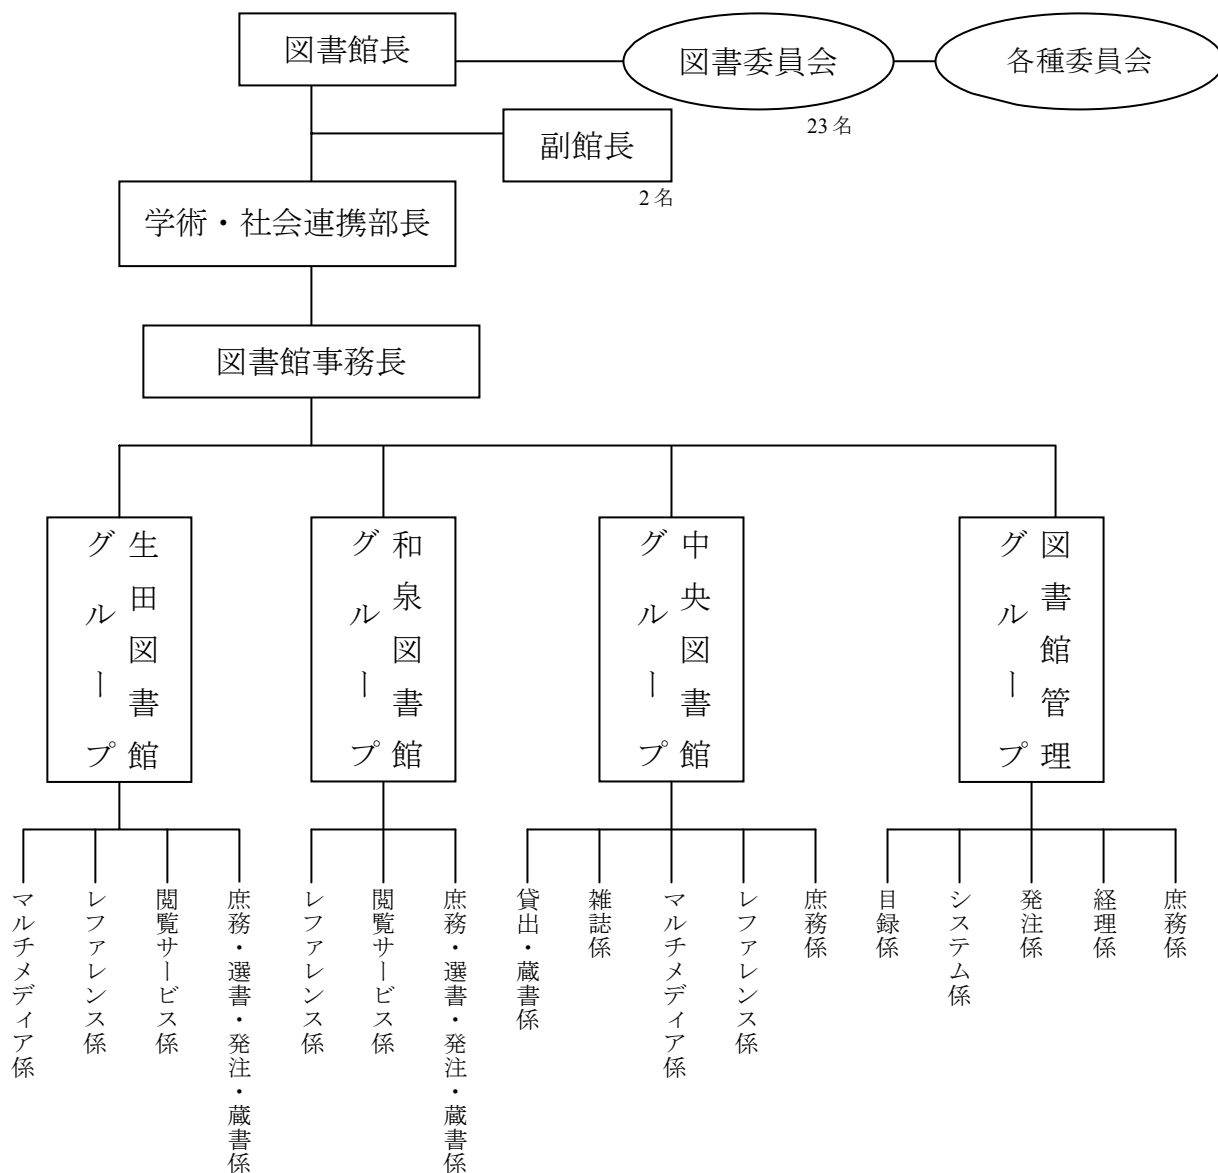 図書館長
図書委員会
各種委員会
23名
副館長
2名
学術・社会連携部長
図書館事務長
生田図書館
グループ
和泉図書館
グループ
中央図書館
グループ
図書館管理
グループ
マルチメディア係
レファレンス係
閲覧サービス係
庶務・選書・発注・蔵書係
レファレンス係
閲覧サービス係
庶務・選書・発注・蔵書係
貸出・蔵書係
雑誌係
マルチメディア係
レファレンス係
庶務係
目録係
システム係
発注係
経理係
庶務係